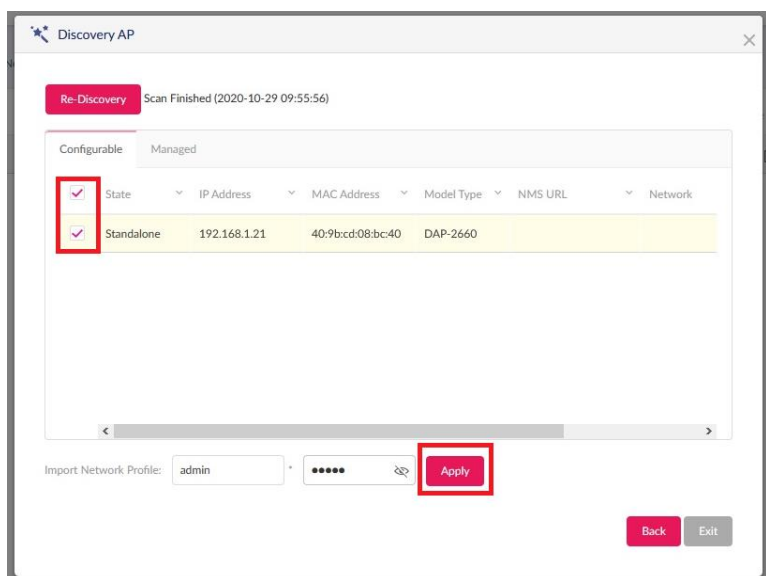 Discovery AP
Re-Discovery Scan Finished (2020-10-29 09:55:56)
Configurable Managed
State IP Address MAC Address Model Type NMS URL Network
Standalone 192.168.1.21 40:9b:cd:08:bc:40 DAP-2660
Import Network Profile: admin * ••••• Apply
Back Exit